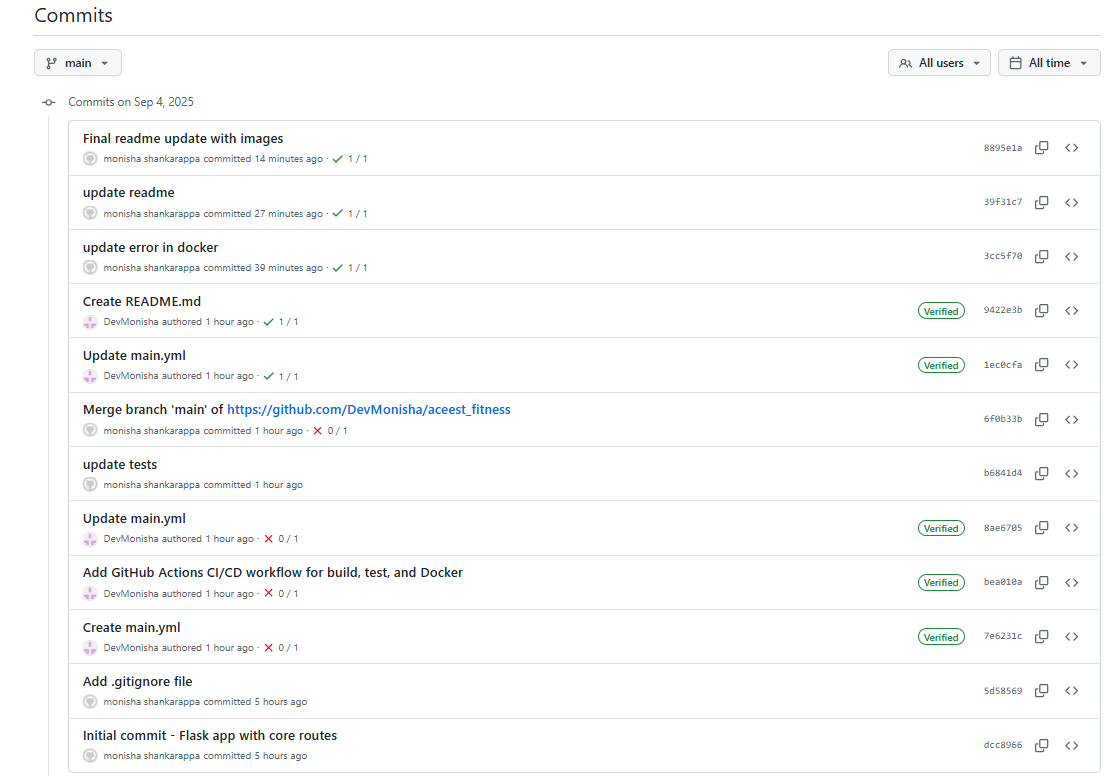 Commits
main
All users
All time
Commits on Sep 4, 2025
Final readme update with images
monisha shankarappa committed 14 minutes ago · 1 / 1
8895e1a
update readme
monisha shankarappa committed 27 minutes ago · 1 / 1
39f31c7
update error in docker
monisha shankarappa committed 39 minutes ago · 1 / 1
3cc5f70
Create README.md
DevMonisha authored 1 hour ago · 1 / 1
Verified
9422e3b
Update main.yml
DevMonisha authored 1 hour ago · 1 / 1
Verified
1ec0cfa
Merge branch 'main' of https://github.com/DevMonisha/aceest_fitness
monisha shankarappa committed 1 hour ago · 0 / 1
6f0b33b
update tests
monisha shankarappa committed 1 hour ago
b6841d4
Update main.yml
DevMonisha authored 1 hour ago · 0 / 1
Verified
8ae6705
Add GitHub Actions CI/CD workflow for build, test, and Docker
DevMonisha authored 1 hour ago · 0 / 1
Verified
bea010a
Create main.yml
DevMonisha authored 1 hour ago · 0 / 1
Verified
7e6231c
Add .gitignore file
monisha shankarappa committed 5 hours ago
5d58569
Initial commit - Flask app with core routes
monisha shankarappa committed 5 hours ago
dcc8966